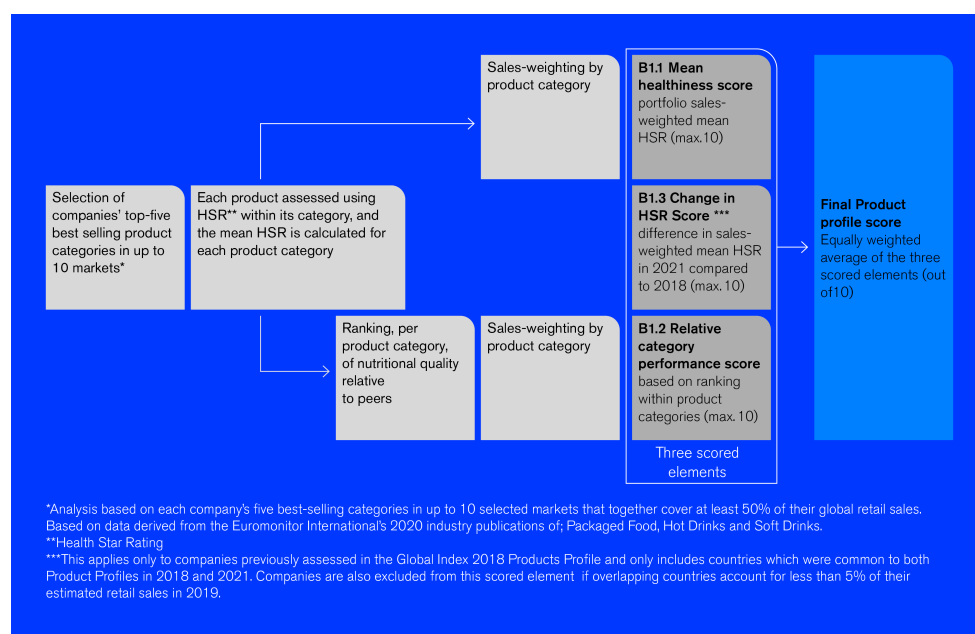 Selection of
companies' top-five
best selling product
categories in up to
10 markets*
Each product assessed using
HSR** within its category, and
the mean HSR is calculated for
each product category
Sales-weighting by
product category
B1.1 Mean
healthiness score
portfolio sales-
weighted mean
HSR (max.10)
B1.3 Change in
HSR Score ***
difference in sales-
weighted mean HSR
in 2021 compared
to 2018 (max.10)
Ranking, per
product category,
of nutritional quality
relative
to peers
Sales-weighting by
product category
B1.2 Relative
category
performance score
based on ranking
within product
categories (max. 10)
Three scored
elements
Final Product
profile score
Equally weighted
average of the three
scored elements (out
of10)
*Analysis based on each company's five best-selling categories in up to 10 selected markets that together cover at least 50% of their global retail sales.
Based on data derived from the Euromonitor International's 2020 industry publications of; Packaged Food, Hot Drinks and Soft Drinks.
**Health Star Rating
***This applies only to companies previously assessed in the Global Index 2018 Products Profile and only includes countries which were common to both
Product Profiles in 2018 and 2021. Companies are also excluded from this scored element if overlapping countries account for less than 5% of their
estimated retail sales in 2019.